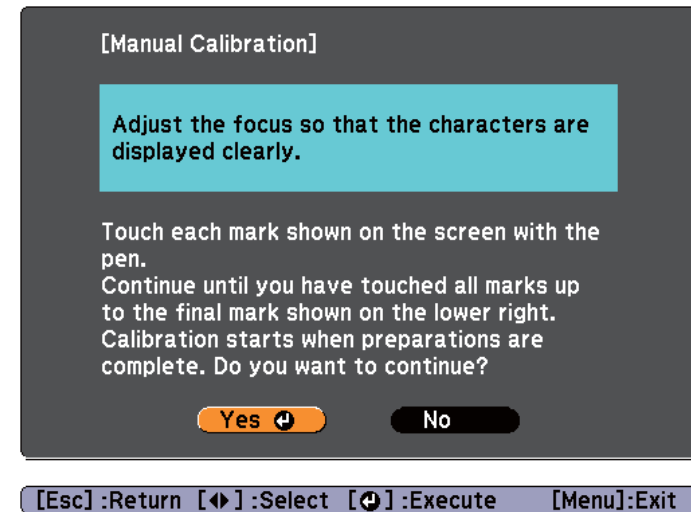 [Manual Calibration]
Adjust the focus so that the characters are
displayed clearly.
Touch each mark shown on the screen with the
pen.
Continue until you have touched all marks up
to the final mark shown on the lower right.
Calibration starts when preparations are
complete. Do you want to continue?
Yes No
[Esc] :Return [◆] :Select [↵] :Execute [Menu]:Exit